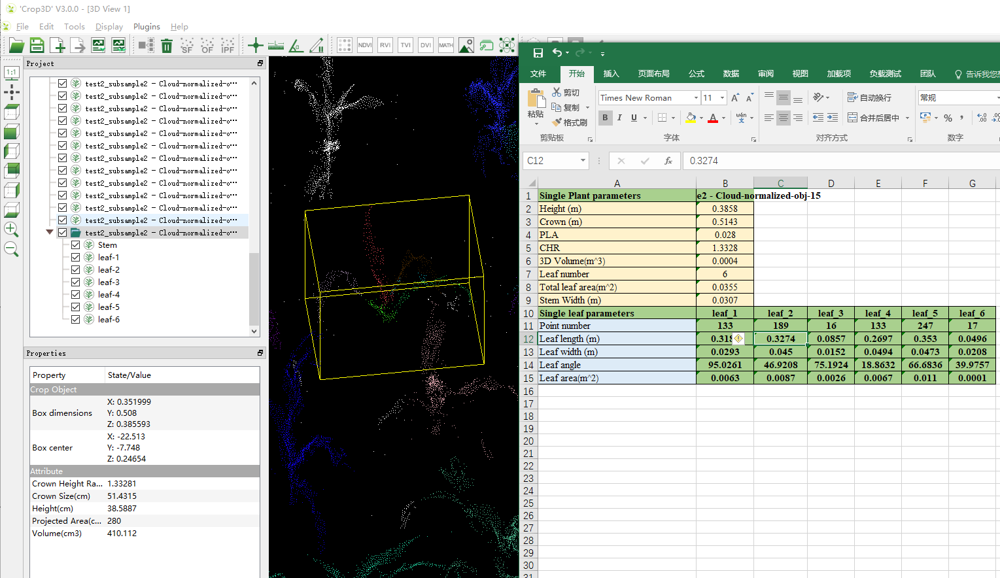 'Crop3D' V3.0.0 - [3D View 1]
File Edit Tools Display Plugins Help
SF OF IPF NDVI RVI TVI DVI MATH
Project
1:1
test2_subsample2 - Cloud-normalized-o…
test2_subsample2 - Cloud-normalized-o…
test2_subsample2 - Cloud-normalized-o…
test2_subsample2 - Cloud-normalized-o…
test2_subsample2 - Cloud-normalized-o…
test2_subsample2 - Cloud-normalized-o…
test2_subsample2 - Cloud-normalized-o…
test2_subsample2 - Cloud-normalized-o…
test2_subsample2 - Cloud-normalized-o…
test2_subsample2 - Cloud-normalized-o…
test2_subsample2 - Cloud-normalized-o…
test2_subsample2 - Cloud-normalized-o…
test2_subsample2 - Cloud-normalized-o…
Stem
leaf-1
leaf-2
leaf-3
leaf-4
leaf-5
leaf-6
Properties
Property State/Value
Crop Object
Box dimensions X: 0.351999
Y: 0.508
Z: 0.385593
Box center X: -22.513
Y: -7.748
Z: 0.24654
Attribute
Crown Height Ra... 1.33281
Crown Size(cm) 51.4315
Height(cm) 38.5887
Projected Area(c... 280
Volume(cm3) 410.112
文件 开始 插入 页面布局 公式 数据 审阅 视图 加载项 负载测试 团队 告诉我您想
粘贴 剪切 复制 格式刷
Times New Roman 11 A A
B I U A wén 文
自动换行 合并后居中
常规
% , .00
剪贴板 字体 对齐方式 数字
C12 fx 0.3274
A B C D E F G
1 Single Plant parameters e2 - Cloud-normalized-obj-15
2 Height (m) 0.3858
3 Crown (m) 0.5143
4 PLA 0.028
5 CHR 1.3328
6 3D Volume(m^3) 0.0004
7 Leaf number 6
8 Total leaf area(m^2) 0.0355
9 Stem Width (m) 0.0307
10 Single leaf parameters leaf_1 leaf_2 leaf_3 leaf_4 leaf_5 leaf_6
11 Point number 133 189 16 133 247 17
12 Leaf length (m) 0.318 0.3274 0.0857 0.2697 0.353 0.0496
13 Leaf width (m) 0.0293 0.045 0.0152 0.0494 0.0473 0.0208
14 Leaf angle 95.0261 46.9208 75.1924 18.8632 66.6836 39.9757
15 Leaf area(m^2) 0.0063 0.0087 0.0026 0.0067 0.011 0.0001
16
17
18
19
20
21
22
23
24
25
26
27
28
29
30
31